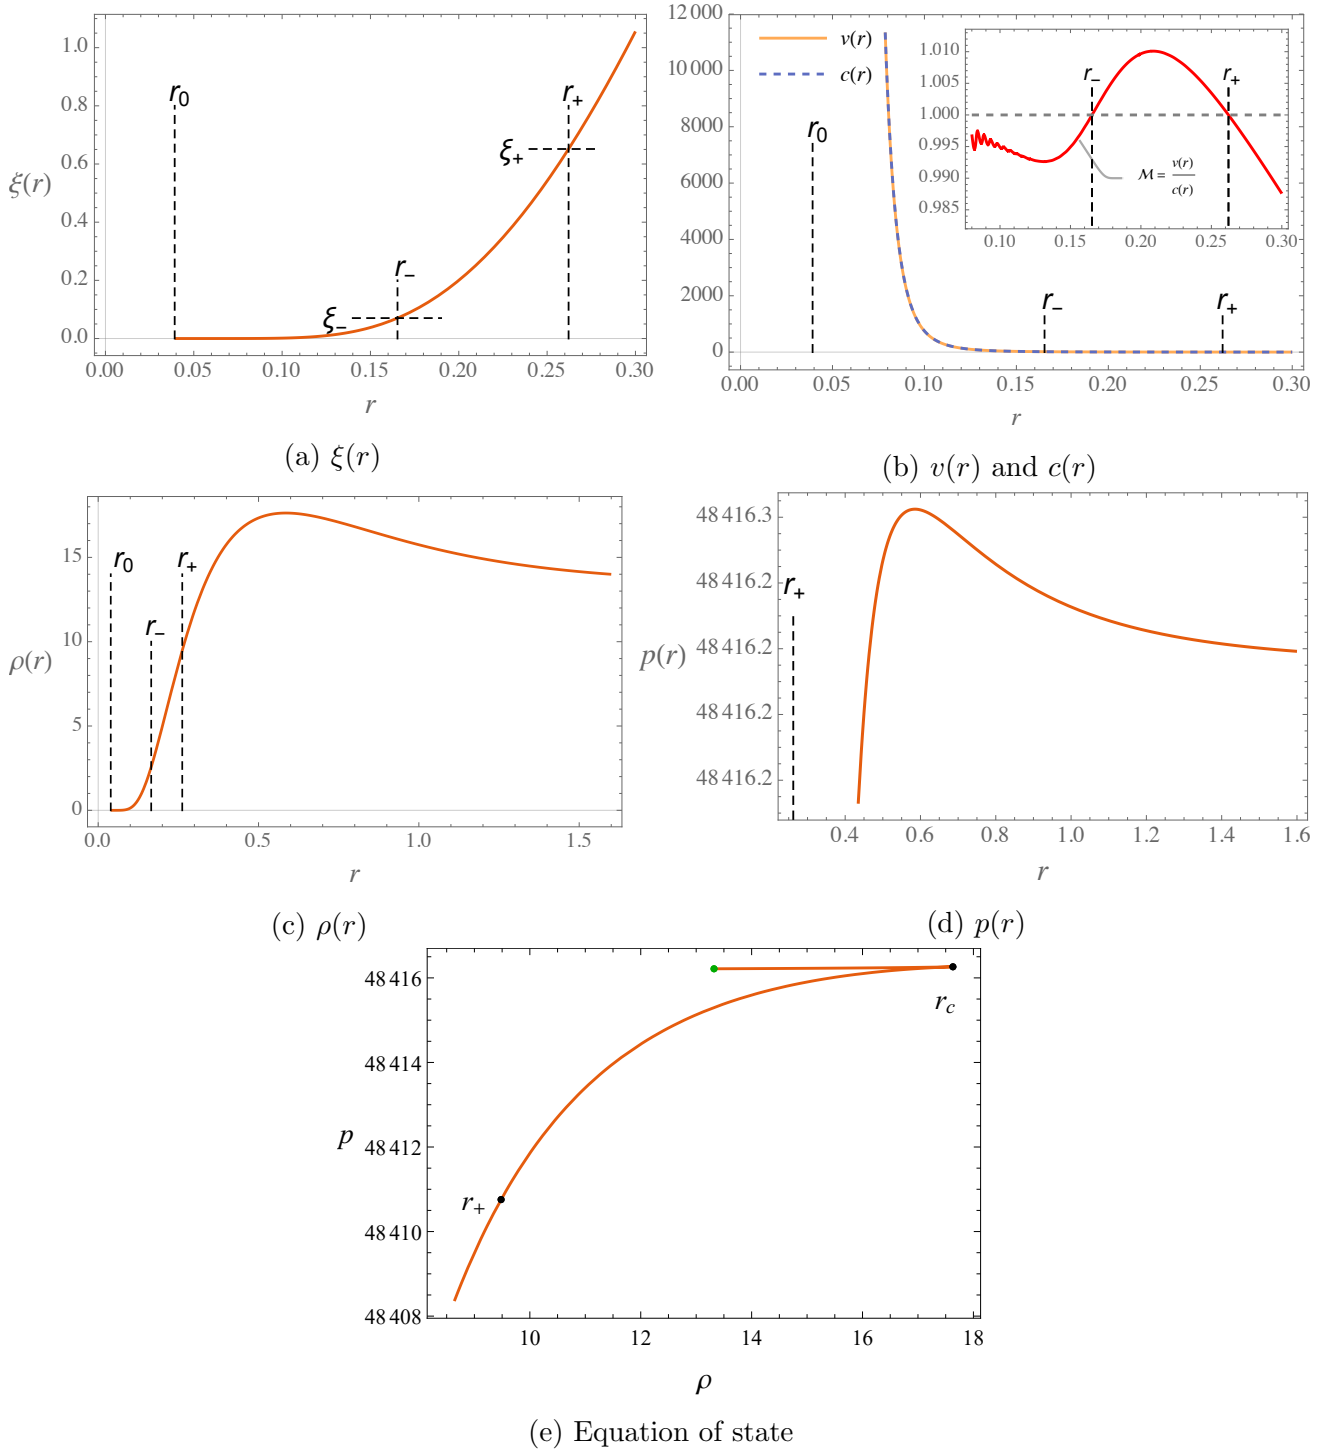 1.0
0.8
0.6
0.4
0.2
0.0
ξ(r)
r₀
r₊
ξ₊
r₋
ξ₋
0.00 0.05 0.10 0.15 0.20 0.25 0.30
r
(a) ξ(r)
12 000
10 000
8000
6000
4000
2000
0
v(r)
c(r)
r₀
r₋
r₊
1.010
1.005
1.000
0.995
0.990
0.985
r₋
r₊
ℳ = v(r)/c(r)
0.10 0.15 0.20 0.25 0.30
0.00 0.05 0.10 0.15 0.20 0.25 0.30
r
(b) v(r) and c(r)
15
10
5
0
ρ(r)
r₀
r₊
r₋
0.0 0.5 1.0 1.5
r
(c) ρ(r)
48 416.3
48 416.2
48 416.2
48 416.2
48 416.2
p(r)
r₊
0.4 0.6 0.8 1.0 1.2 1.4 1.6
r
(d) p(r)
48 416
48 414
48 412
48 410
48 408
p
r_c
r₊
10 12 14 16 18
ρ
(e) Equation of state